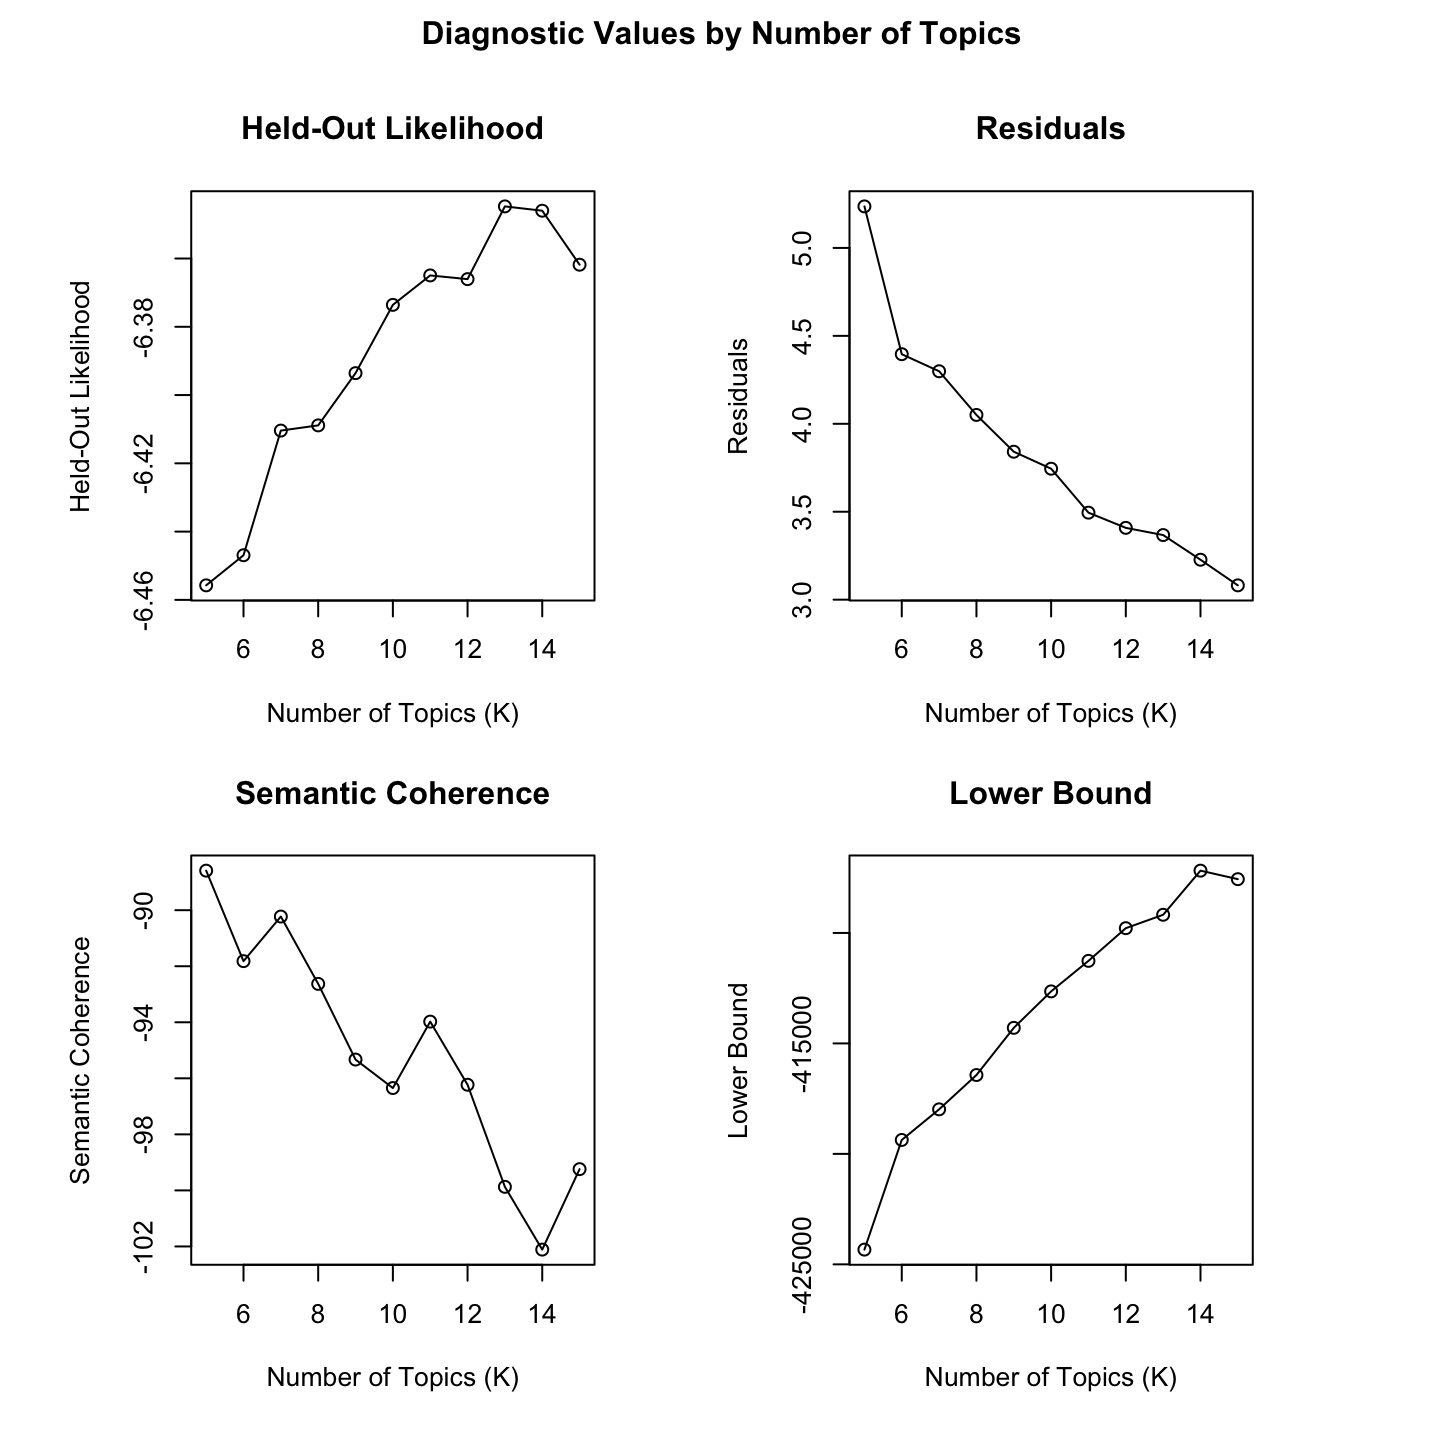 Diagnostic Values by Number of Topics
Held-Out Likelihood
Held-Out Likelihood
-6.38
-6.42
-6.46
6 8 10 12 14
Number of Topics (K)
Residuals
Residuals
5.0
4.5
4.0
3.5
3.0
6 8 10 12 14
Number of Topics (K)
Semantic Coherence
Semantic Coherence
-90
-94
-98
-102
6 8 10 12 14
Number of Topics (K)
Lower Bound
Lower Bound
-415000
-425000
6 8 10 12 14
Number of Topics (K)